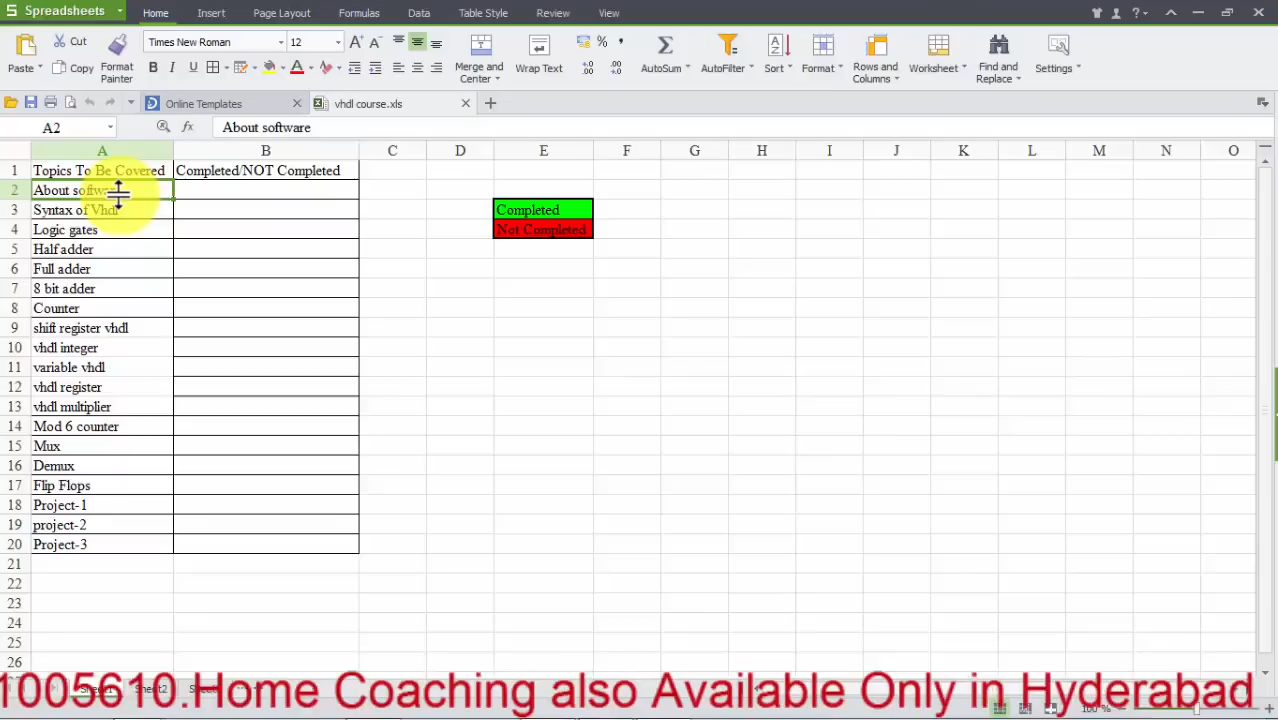 S Spreadsheets
Home Insert Page Layout Formulas Data Table Style Review View
Paste Cut Copy Format Painter
Times New Roman 12
B I U A
Merge and Center Wrap Text % , AutoSum AutoFilter Sort Format Rows and Columns Worksheet Find and Replace Settings
Online Templates vhdl course.xls
A2 fx About software
A B C D E F G H I J K L M N O
1 Topics To Be Covered Completed/NOT Completed
2 About software
3 Syntax of Vhdl Completed
4 Logic gates Not Completed
5 Half adder
6 Full adder
7 8 bit adder
8 Counter
9 shift register vhdl
10 vhdl integer
11 variable vhdl
12 vhdl register
13 vhdl multiplier
14 Mod 6 counter
15 Mux
16 Demux
17 Flip Flops
18 Project-1
19 project-2
20 Project-3
21
22
23
24
25
26
Sheet2
1005610.Home Coaching also Available Only in Hyderabad
100 %